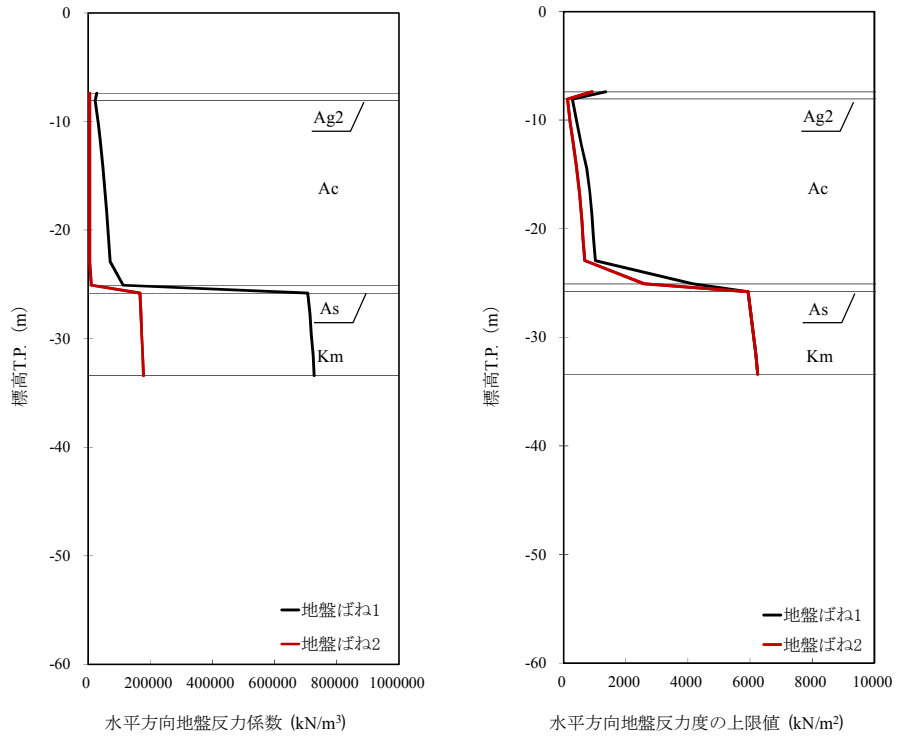 0
-10
-20
-30
-40
-50
-60
標高T.P. (m)
Ag2
Ac
As
Km
地盤ばね1
地盤ばね2
0
200000
400000
600000
800000
1000000
水平方向地盤反力係数 (kN/m³)
0
-10
-20
-30
-40
-50
-60
標高T.P. (m)
Ag2
Ac
As
Km
地盤ばね1
地盤ばね2
0
2000
4000
6000
8000
10000
水平方向地盤反力度の上限値 (kN/m²)